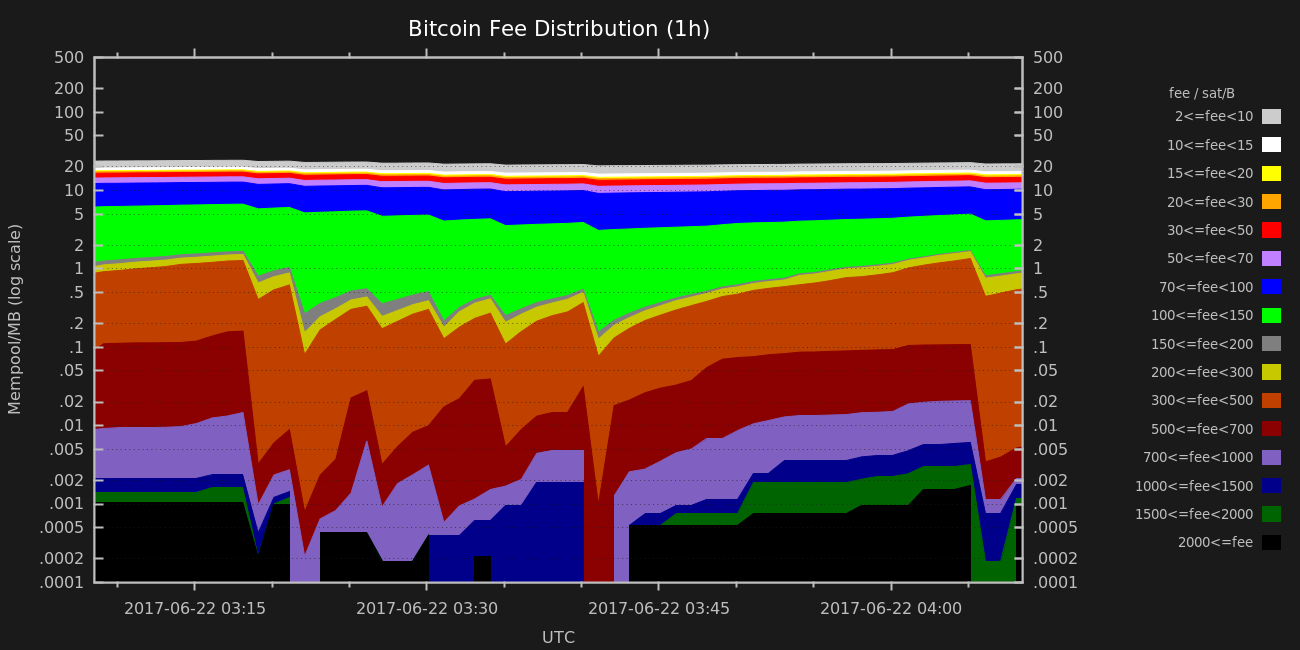 Bitcoin Fee Distribution (1h)
500 500
200 200
100 100
50 50
20 20
10 10
5 5
2 2
1 1
.5 .5
.2 .2
.1 .1
.05 .05
.02 .02
.01 .01
.005 .005
.002 .002
.001 .001
.0005 .0005
.0002 .0002
.0001 .0001
Mempool/MB (log scale)
2017-06-22 03:15 2017-06-22 03:30 2017-06-22 03:45 2017-06-22 04:00
UTC
fee / sat/B
2<=fee<10
10<=fee<15
15<=fee<20
20<=fee<30
30<=fee<50
50<=fee<70
70<=fee<100
100<=fee<150
150<=fee<200
200<=fee<300
300<=fee<500
500<=fee<700
700<=fee<1000
1000<=fee<1500
1500<=fee<2000
2000<=fee